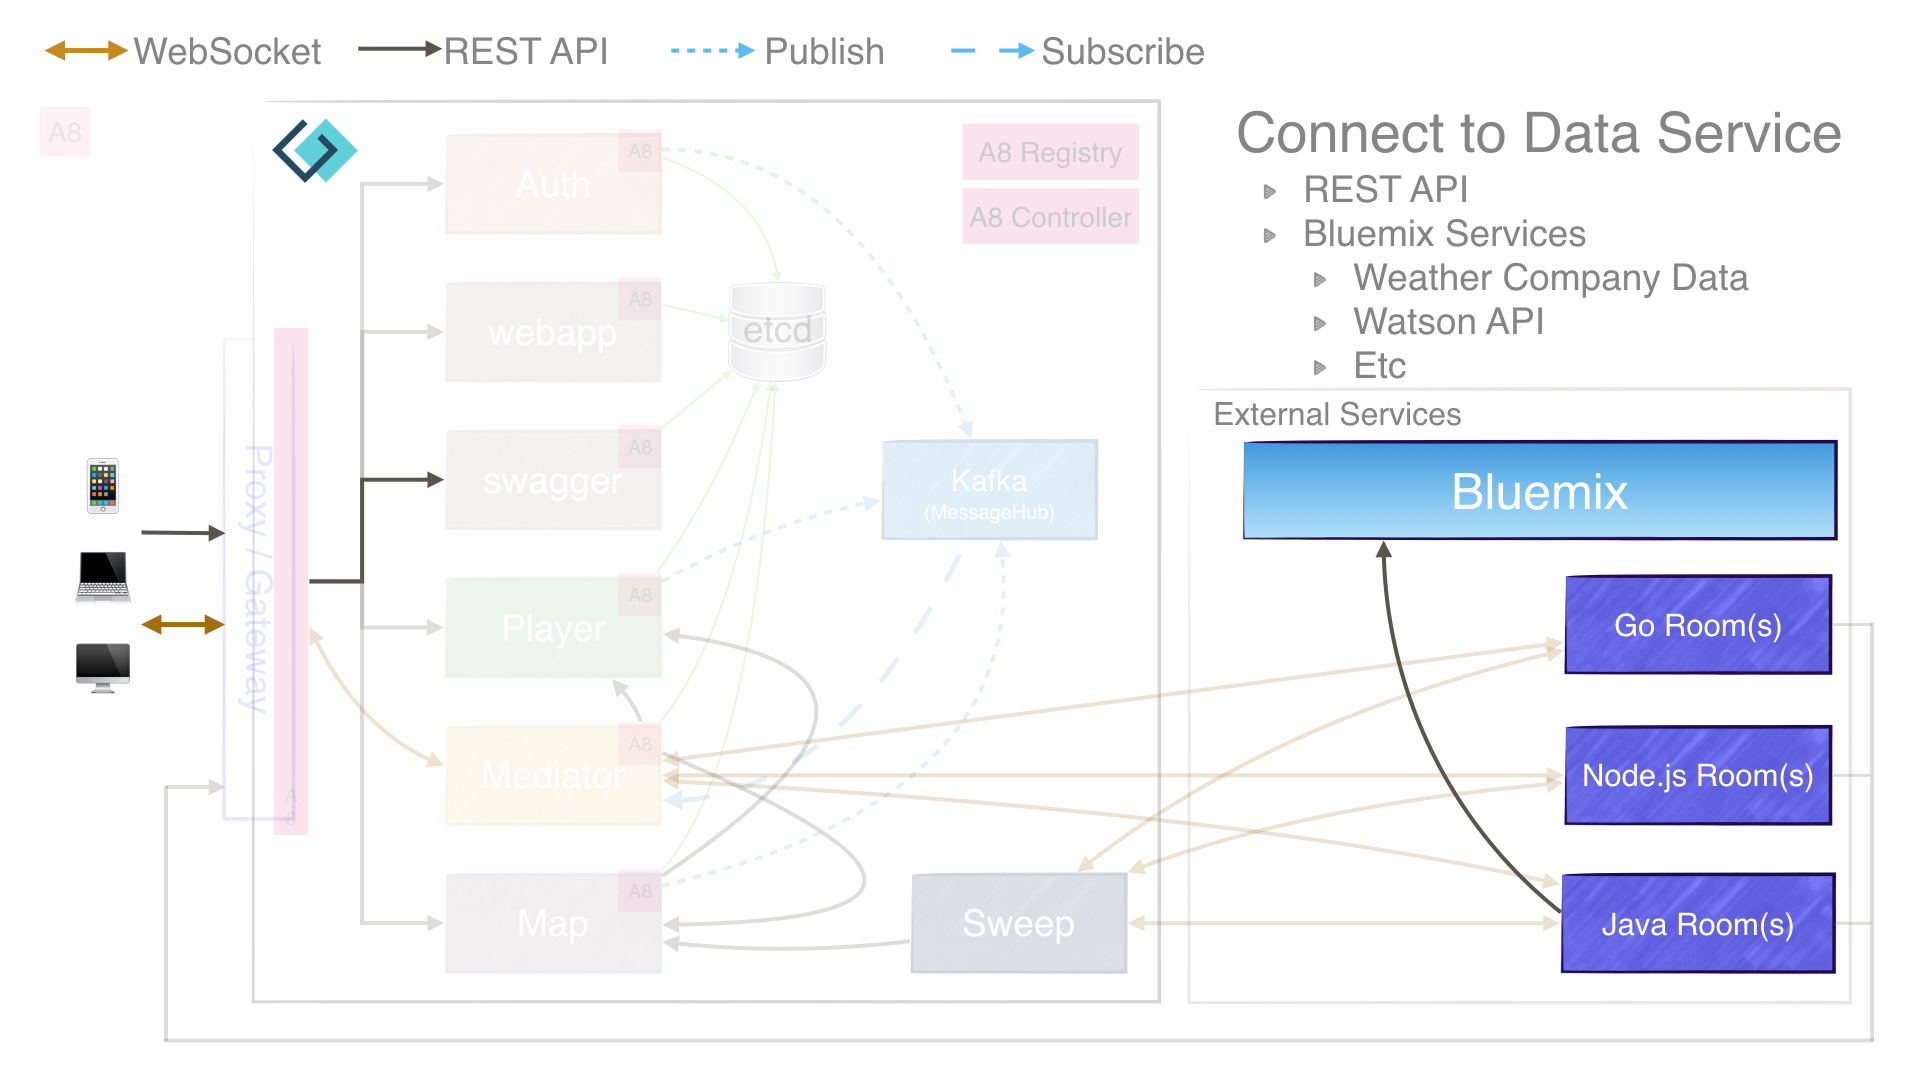 WebSocket
REST API
Publish
Subscribe
A8
Connect to Data Service
REST API
Bluemix Services
Weather Company Data
Watson API
Etc
A8 Registry
A8 Controller
Auth
A8
webapp
A8
etcd
swagger
A8
Kafka
(MessageHub)
Proxy / Gateway
A8
Player
A8
Mediator
A8
Map
A8
Sweep
External Services
Bluemix
Go Room(s)
Node.js Room(s)
Java Room(s)